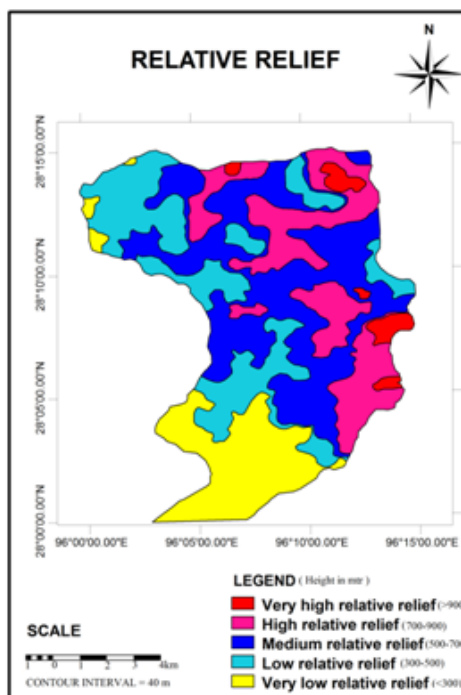 N
RELATIVE RELIEF
28°15'00.00"N
28°10'00.00"N
28°05'00.00"N
28°00'00.00"N
96°00'00.00"E 96°05'00.00"E 96°10'00.00"E 96°15'00.00"E
LEGEND ( Height in mtr )
Very high relative relief (>900
High relative relief (700-900)
Medium relative relief (500-700
Low relative relief (300-500)
Very low relative relief (<300)
SCALE
1 0 1 2 3 4km
CONTOUR INTERVAL = 40 m